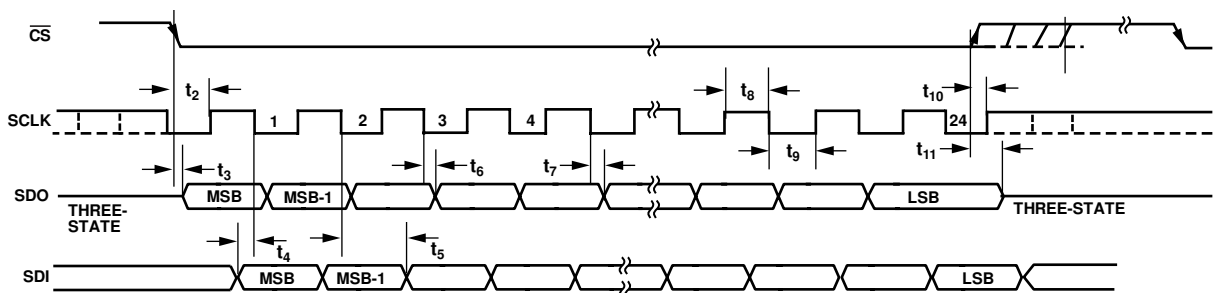 CS
t2
t8
t10
SCLK
1
2
3
4
24
t3
t6
t7
t9
t11
SDO
MSB
MSB-1
LSB
THREE-
STATE
THREE-STATE
t4
t5
SDI
MSB
MSB-1
LSB